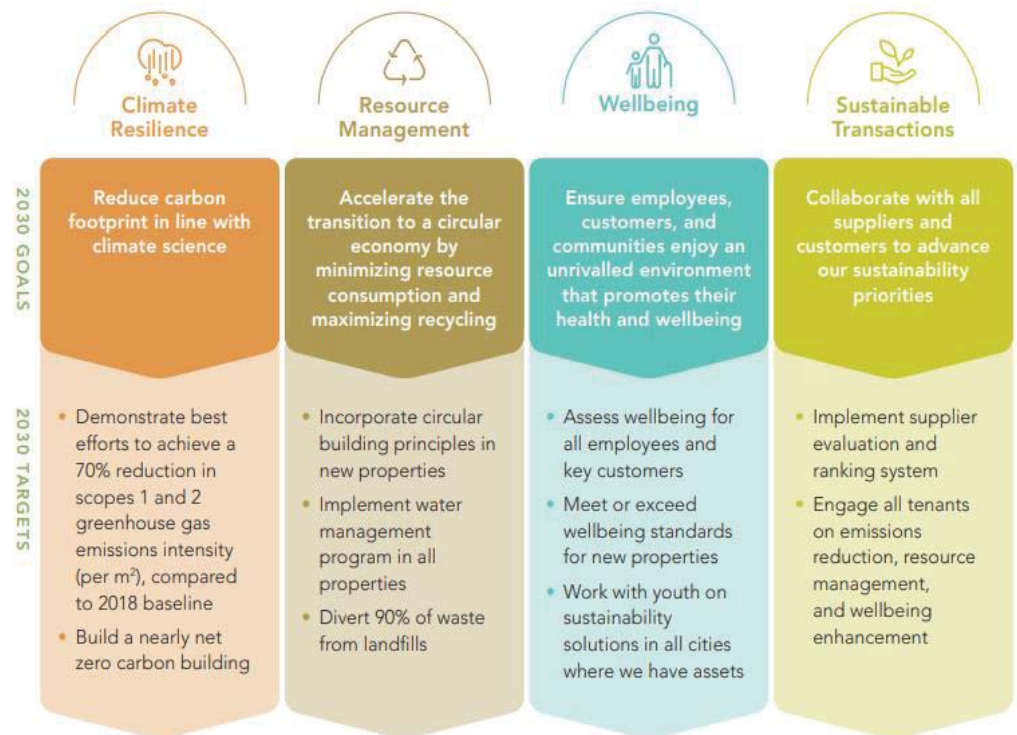 Climate
Resilience
Resource
Management
Wellbeing
Sustainable
Transactions
2030 GOALS
Reduce carbon
footprint in line with
climate science
Accelerate the
transition to a circular
economy by
minimizing resource
consumption and
maximizing recycling
Ensure employees,
customers, and
communities enjoy an
unrivalled environment
that promotes their
health and wellbeing
Collaborate with all
suppliers and
customers to advance
our sustainability
priorities
2030 TARGETS
• Demonstrate best
efforts to achieve a
70% reduction in
scopes 1 and 2
greenhouse gas
emissions intensity
(per m²), compared
to 2018 baseline
• Build a nearly net
zero carbon building
• Incorporate circular
building principles in
new properties
• Implement water
management
program in all
properties
• Divert 90% of waste
from landfills
• Assess wellbeing for
all employees and
key customers
• Meet or exceed
wellbeing standards
for new properties
• Work with youth on
sustainability
solutions in all cities
where we have assets
• Implement supplier
evaluation and
ranking system
• Engage all tenants
on emissions
reduction, resource
management,
and wellbeing
enhancement